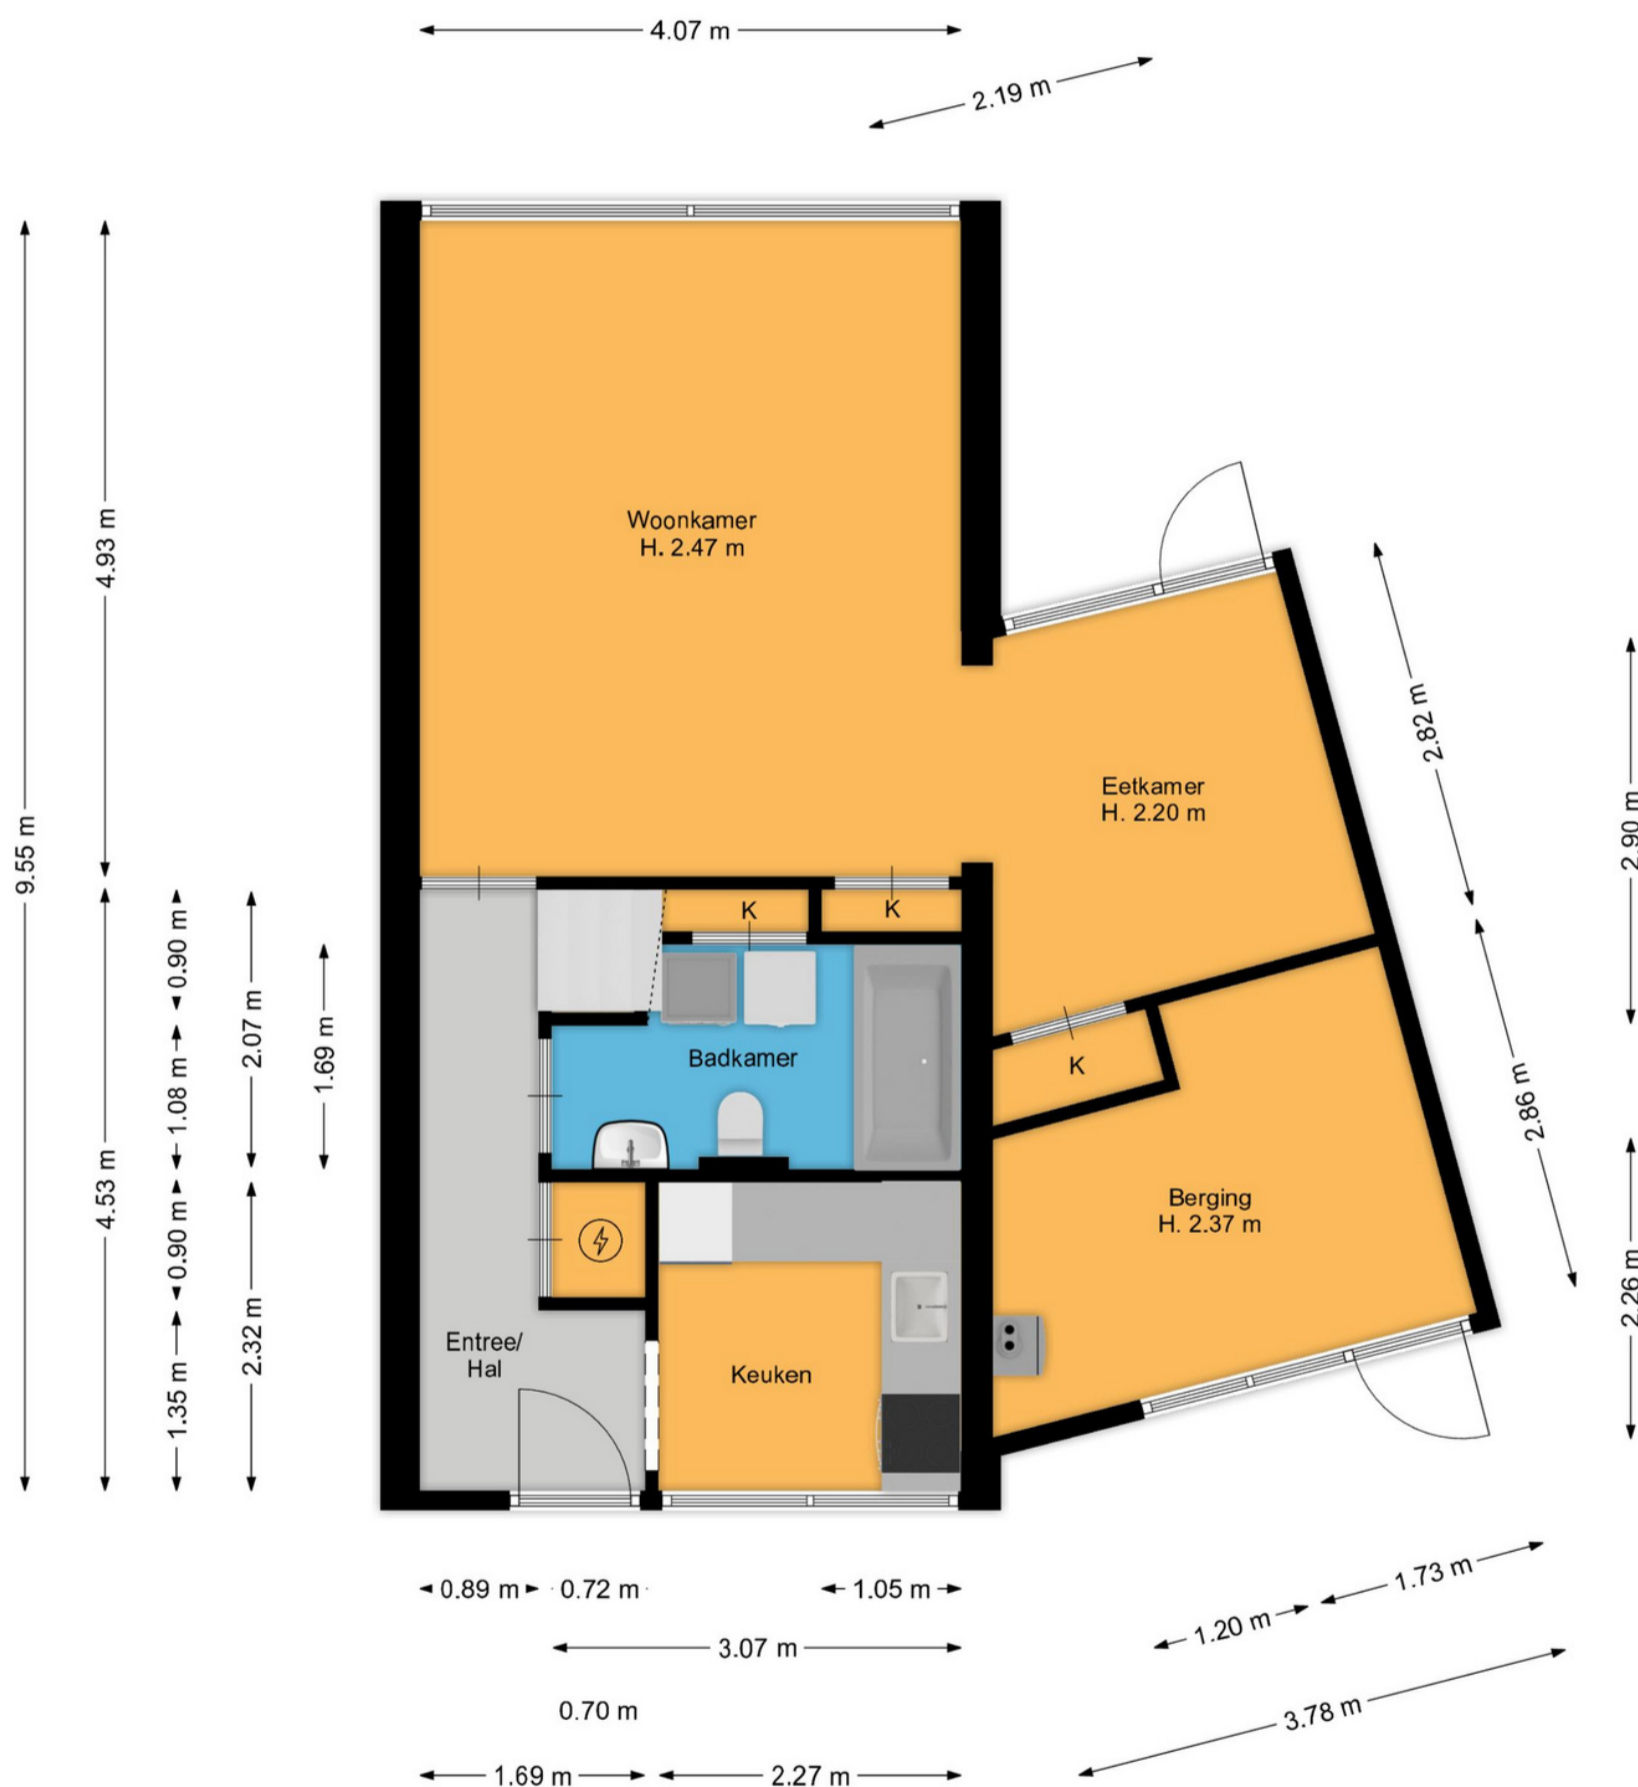 4.07 m
2.19 m
Woonkamer
H. 2.47 m
4.93 m
2.82 m
Eetkamer
H. 2.20 m
2.90 m
9.55 m
K
K
0.90 m
2.07 m
1.69 m
1.08 m
Badkamer
K
2.86 m
4.53 m
0.90 m
Berging
H. 2.37 m
2.26 m
2.32 m
1.35 m
Entree/
Hal
Keuken
0.89 m
0.72 m
1.05 m
1.73 m
1.20 m
3.07 m
0.70 m
3.78 m
1.69 m
2.27 m